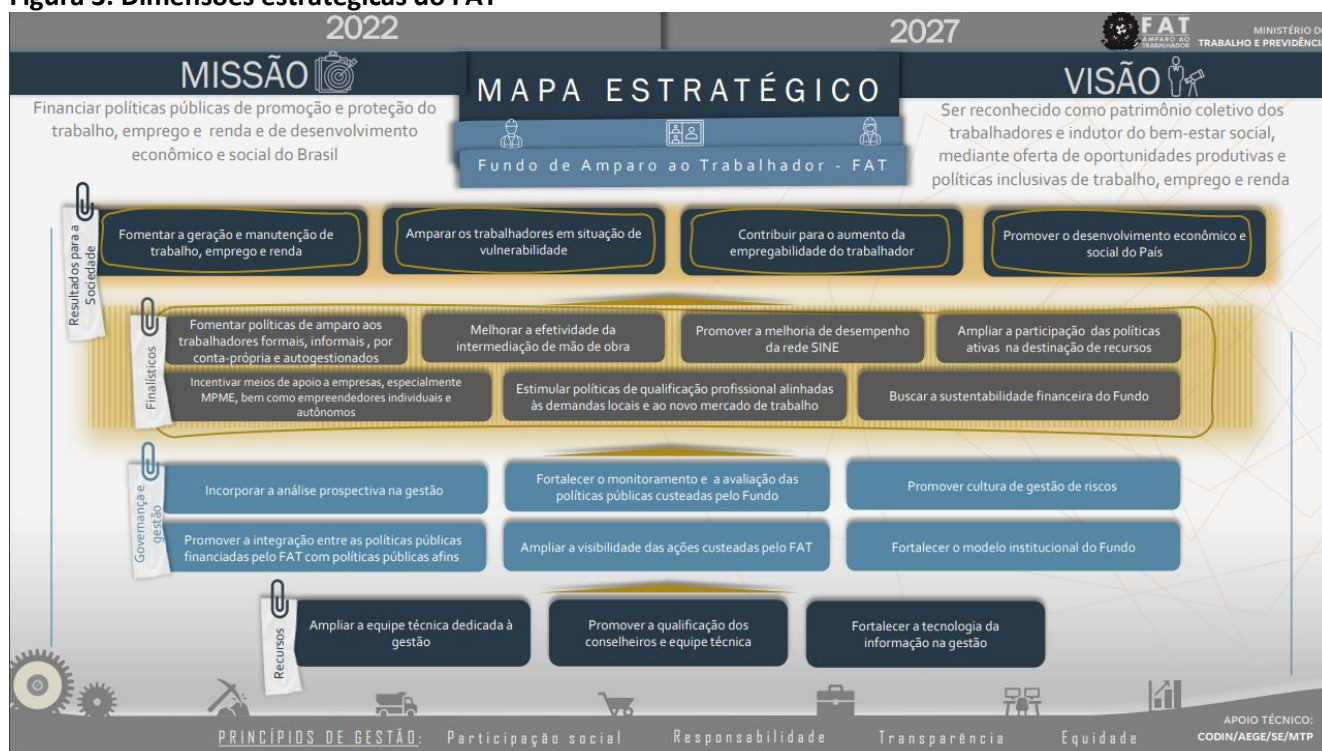 Figura 3: Dimensões estratégicas do FAT
2022
2027
FAT
AMPARO AO
TRABALHADOR
MINISTÉRIO DO
TRABALHO E PREVIDÊNCIA
MISSÃO
Financiar políticas públicas de promoção e proteção do
trabalho, emprego e renda e de desenvolvimento
econômico e social do Brasil
MAPA ESTRATÉGICO
Fundo de Amparo ao Trabalhador - FAT
VISÃO
Ser reconhecido como patrimônio coletivo dos
trabalhadores e indutor do bem-estar social,
mediante oferta de oportunidades produtivas e
políticas inclusivas de trabalho, emprego e renda
Resultados para a
Sociedade
Fomentar a geração e manutenção de
trabalho, emprego e renda
Amparar os trabalhadores em situação de
vulnerabilidade
Contribuir para o aumento da
empregabilidade do trabalhador
Promover o desenvolvimento econômico e
social do País
Finalísticos
Fomentar políticas de amparo aos
trabalhadores formais, informais , por
conta-própria e autogestionados
Melhorar a efetividade da
intermediação de mão de obra
Promover a melhoria de desempenho
da rede SINE
Ampliar a participação das políticas
ativas na destinação de recursos
Incentivar meios de apoio a empresas, especialmente
MPME, bem como empreendedores individuais e
autônomos
Estimular políticas de qualificação profissional alinhadas
às demandas locais e ao novo mercado de trabalho
Buscar a sustentabilidade financeira do Fundo
Governança e
gestão
Incorporar a análise prospectiva na gestão
Fortalecer o monitoramento e a avaliação das
políticas públicas custeadas pelo Fundo
Promover cultura de gestão de riscos
Promover a integração entre as políticas públicas
financiadas pelo FAT com políticas públicas afins
Ampliar a visibilidade das ações custeadas pelo FAT
Fortalecer o modelo institucional do Fundo
Recursos
Ampliar a equipe técnica dedicada à
gestão
Promover a qualificação dos
conselheiros e equipe técnica
Fortalecer a tecnologia da
informação na gestão
PRINCÍPIOS DE GESTÃO: Participação social Responsabilidade Transparência Equidade
APOIO TÉCNICO:
CODIN/AEGE/SE/MTP